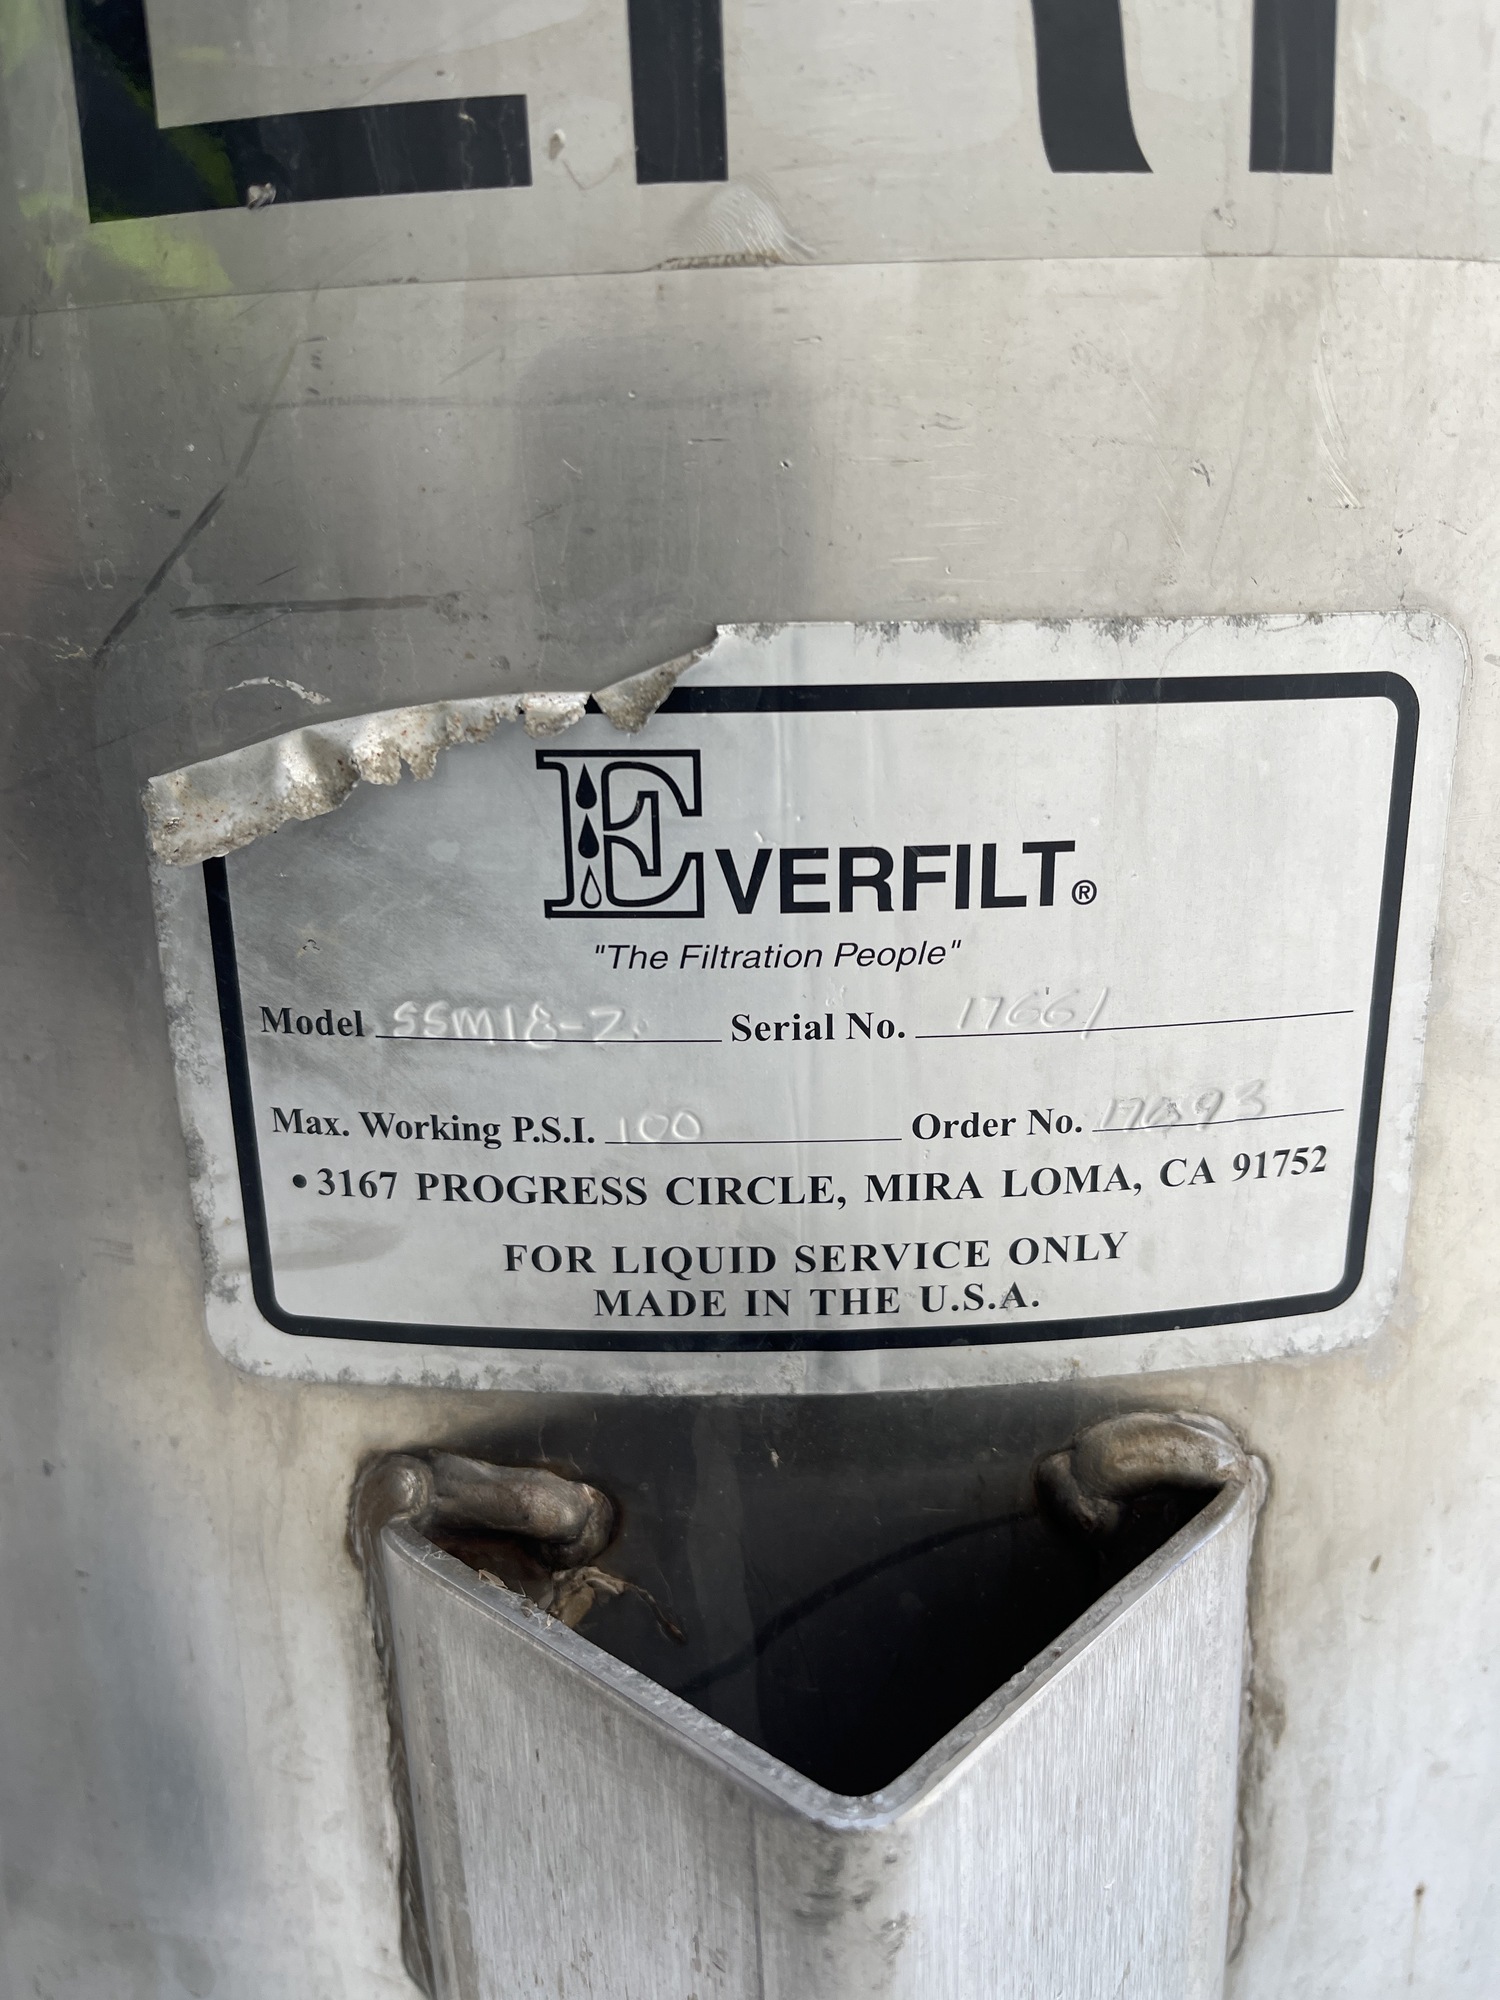 EVERFILT®
"The Filtration People"
Model SSM18-2 Serial No. 17661
Max. Working P.S.I. 100 Order No.
• 3167 PROGRESS CIRCLE, MIRA LOMA, CA 91752
FOR LIQUID SERVICE ONLY
MADE IN THE U.S.A.